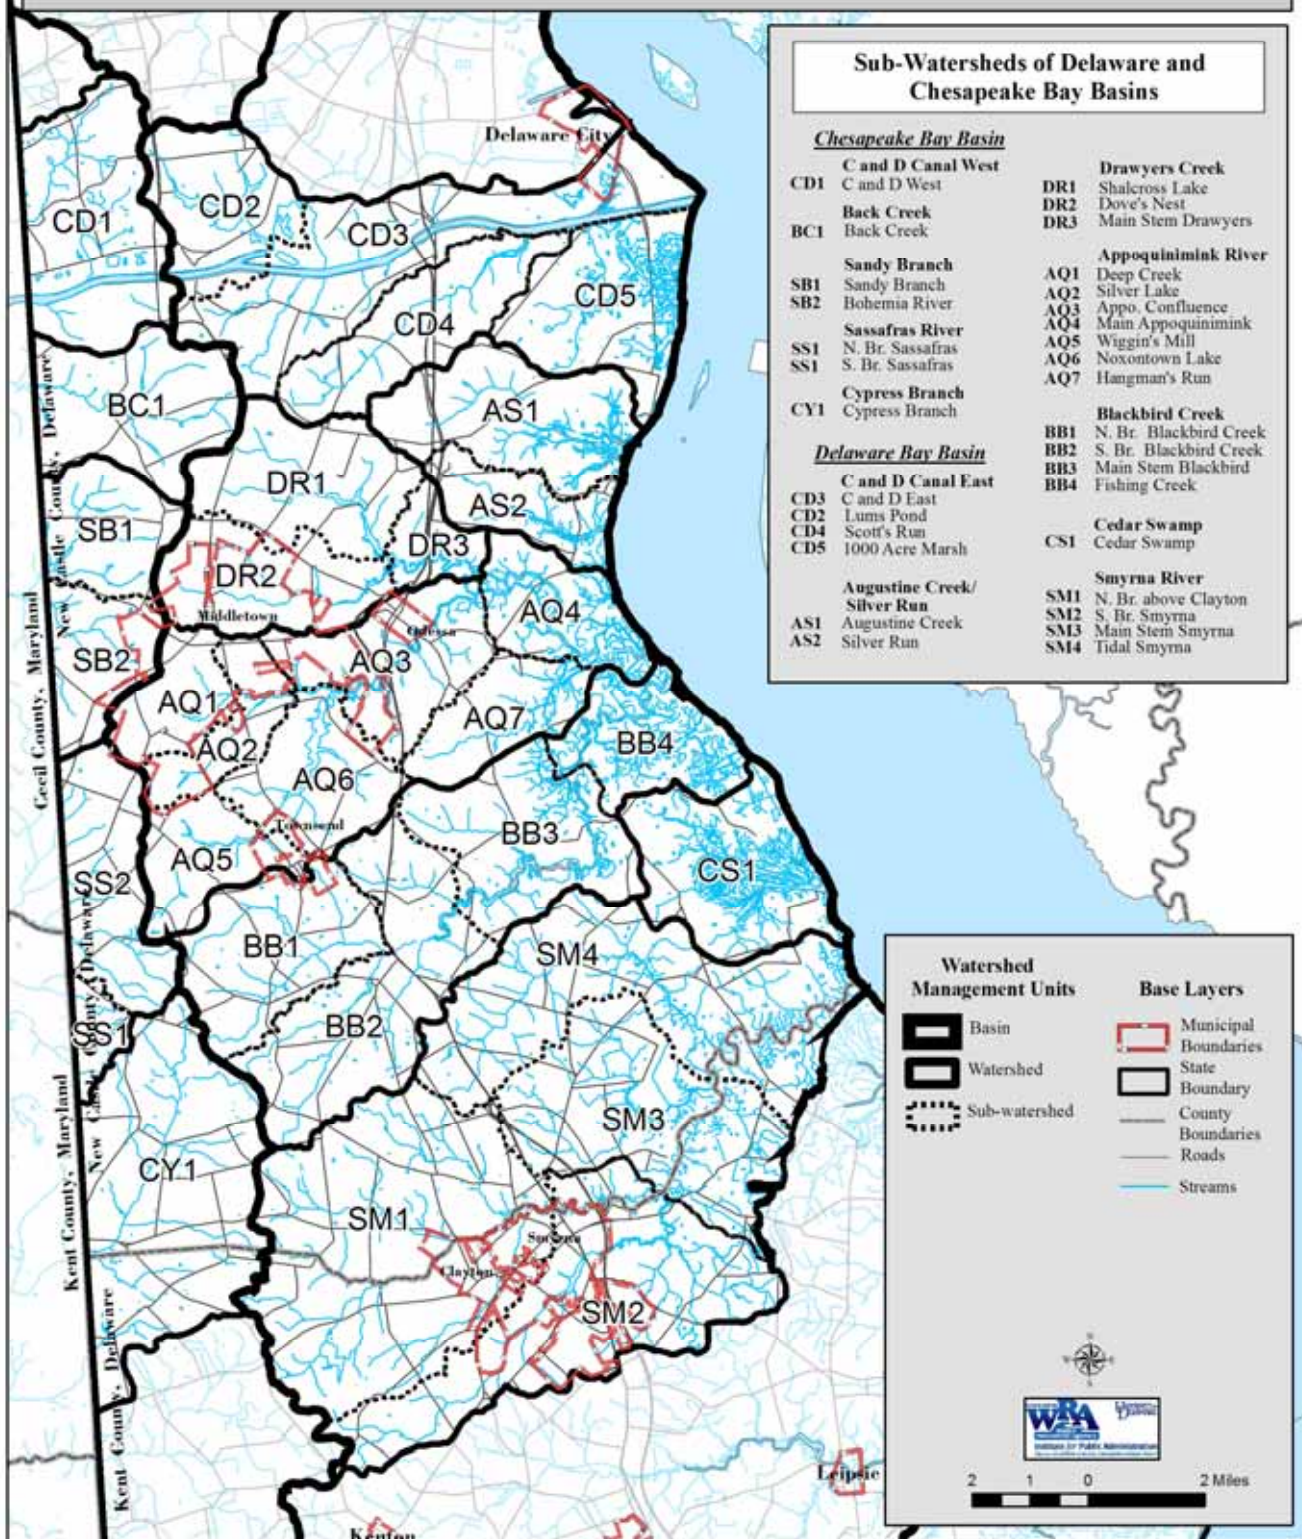 Sub-Watersheds of Delaware and
Chesapeake Bay Basins
Chesapeake Bay Basin
C and D Canal West
CD1 C and D West
Back Creek
BC1 Back Creek
Sandy Branch
SB1 Sandy Branch
SB2 Bohemia River
Sassafras River
SS1 N. Br. Sassafras
SS1 S. Br. Sassafras
Cypress Branch
CY1 Cypress Branch
Delaware Bay Basin
C and D Canal East
CD3 C and D East
CD2 Lums Pond
CD4 Scott's Run
CD5 1000 Acre Marsh
Augustine Creek/
Silver Run
AS1 Augustine Creek
AS2 Silver Run
Drawyers Creek
DR1 Shalcross Lake
DR2 Dove's Nest
DR3 Main Stem Drawyers
Appoquinimink River
AQ1 Deep Creek
AQ2 Silver Lake
AQ3 Appo. Confluence
AQ4 Main Appoquinimink
AQ5 Wiggin's Mill
AQ6 Noxontown Lake
AQ7 Hangman's Run
Blackbird Creek
BB1 N. Br. Blackbird Creek
BB2 S. Br. Blackbird Creek
BB3 Main Stem Blackbird
BB4 Fishing Creek
Cedar Swamp
CS1 Cedar Swamp
Smyrna River
SM1 N. Br. above Clayton
SM2 S. Br. Smyrna
SM3 Main Stem Smyrna
SM4 Tidal Smyrna
Delaware City
CD1
CD2
CD3
CD5
CD4
BC1
AS1
DR1
AS2
SB1
DR3
DR2
AQ4
Middletown
Odessa
SB2
AQ3
AQ1
AQ7
AQ2
BB4
AQ6
Townsend
BB3
AQ5
CS1
SS2
BB1
SM4
BB2
SS1
SM3
CY1
SM1
Smyrna
Clayton
SM2
Leipsic
Kenton
New Castle County, Delaware
Cecil County, Maryland
New Castle County, Delaware
Kent County, Maryland
Kent County, Delaware
Watershed
Management Units
Basin
Watershed
Sub-watershed
Base Layers
Municipal
Boundaries
State
Boundary
County
Boundaries
Roads
Streams
N
WRA
Institute for Public Administration
2 1 0 2 Miles